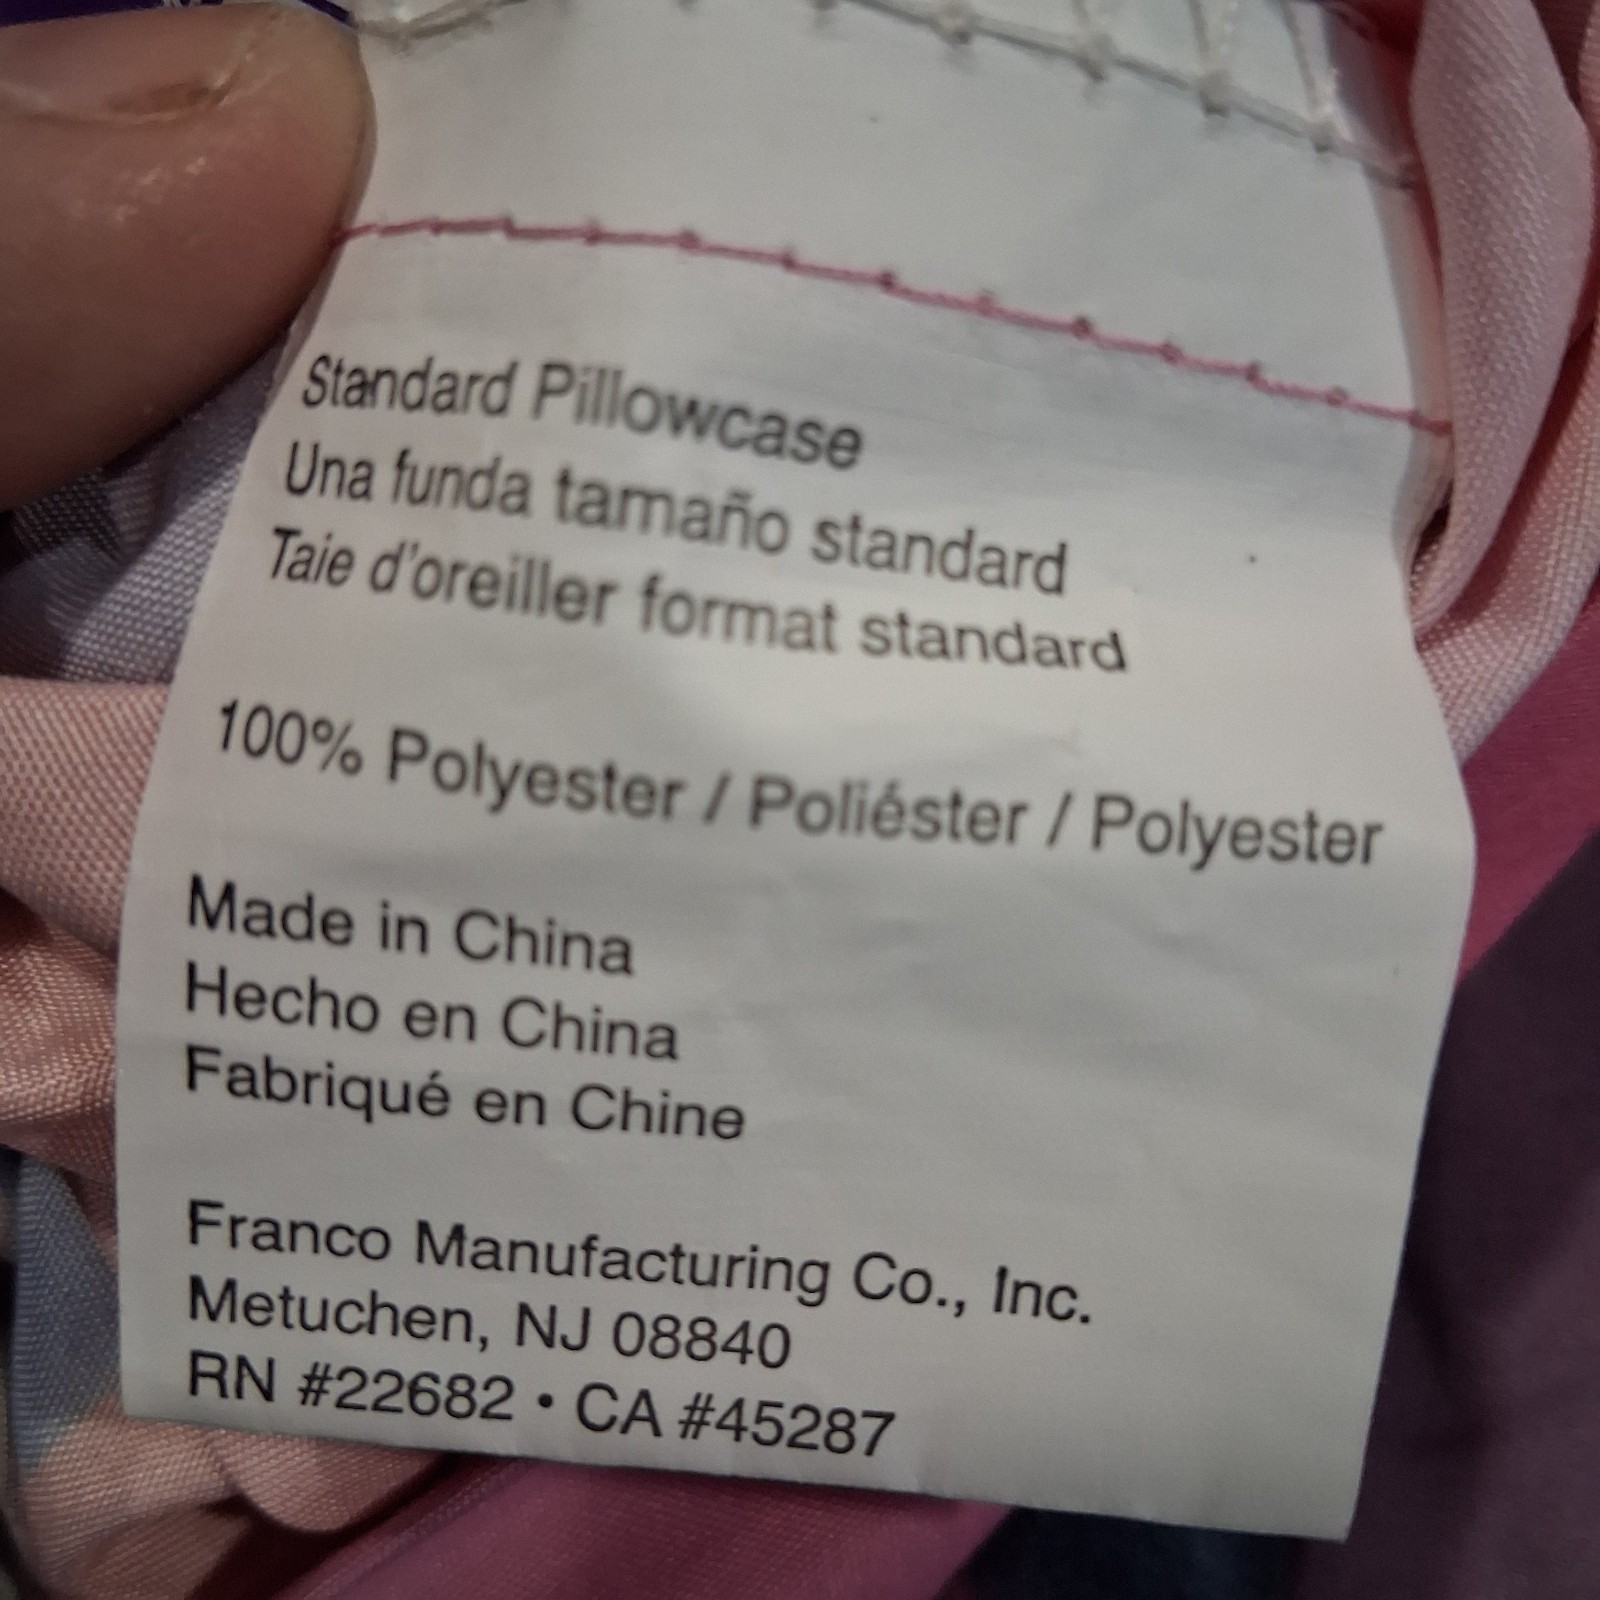 Standard Pillowcase
Una funda tamaño standard
Taie d'oreiller format standard
100% Polyester / Poliéster / Polyester
Made in China
Hecho en China
Fabriqué en Chine
Franco Manufacturing Co., Inc.
Metuchen, NJ 08840
RN #22682 • CA #45287